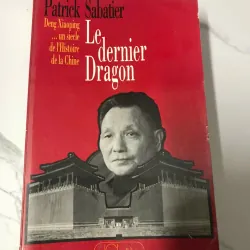 Patrick Sabatier
Deng Xiaoping
... un siècle
de l'Histoire
de la Chine
Le
dernier
Dragon